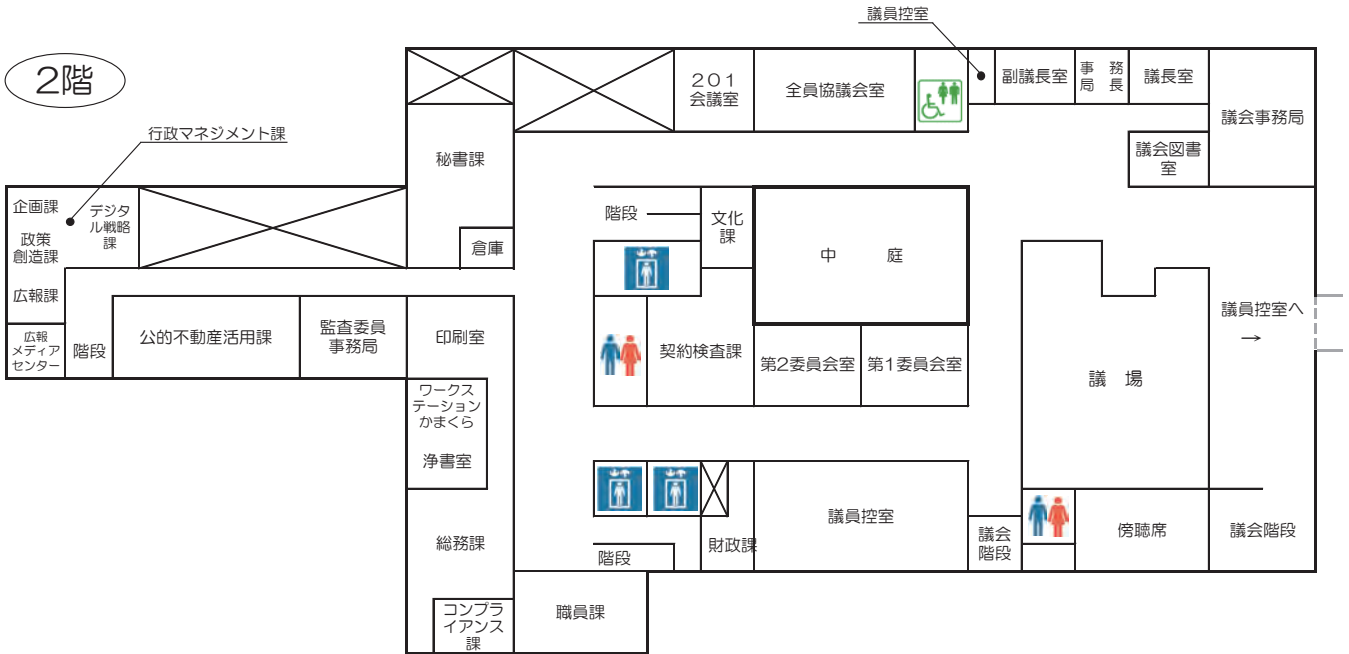 議員控室
2階
201
会議室
全員協議会室
副議長室
事務
局長
議長室
議会事務局
行政マネジメント課
秘書課
議会図書
室
企画課
デジタ
ル戦略
課
政策
創造課
階段
文化
課
中庭
倉庫
広報課
議員控室へ
→
広報
メディア
センター
階段
公的不動産活用課
監査委員
事務局
印刷室
契約検査課
第2委員会室
第1委員会室
議場
ワークス
テーション
かまくら
浄書室
総務課
階段
財政課
議員控室
議会
階段
傍聴席
議会階段
コンプラ
イアンス
課
職員課